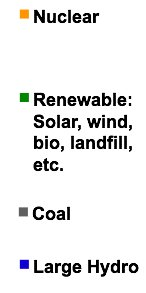 Nuclear
Renewable:
Solar, wind,
bio, landfill,
etc.
Coal
Large Hydro